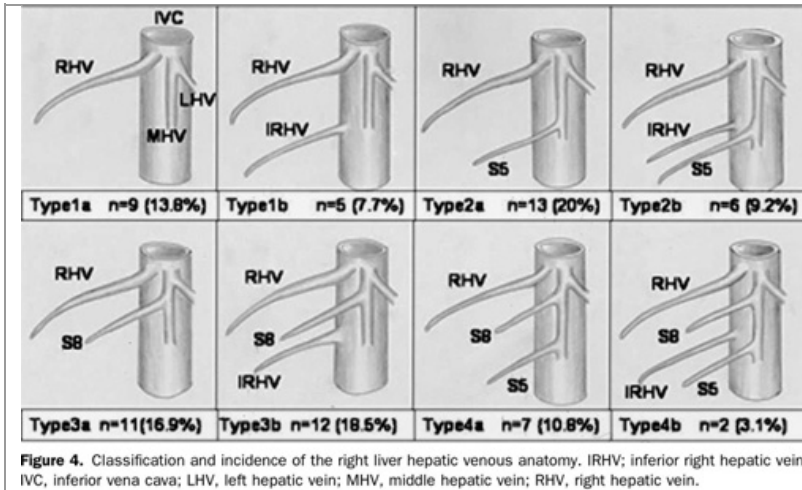 IVC
RHV
LHV
MHV
Type1a n=9 (13.8%)
RHV
IRHV
Type1b n=5 (7.7%)
RHV
S5
Type2a n=13 (20%)
RHV
IRHV
S5
Type2b n=6 (9.2%)
RHV
S8
Type3a n=11(16.9%)
RHV
S8
IRHV
Type3b n=12 (18.5%)
RHV
S8
S5
Type4a n=7 (10.8%)
RHV
S8
IRHV
S5
Type4b n=2 (3.1%)
Figure 4. Classification and incidence of the right liver hepatic venous anatomy. IRHV; inferior right hepatic vein
IVC, inferior vena cava; LHV, left hepatic vein; MHV, middle hepatic vein; RHV, right hepatic vein.